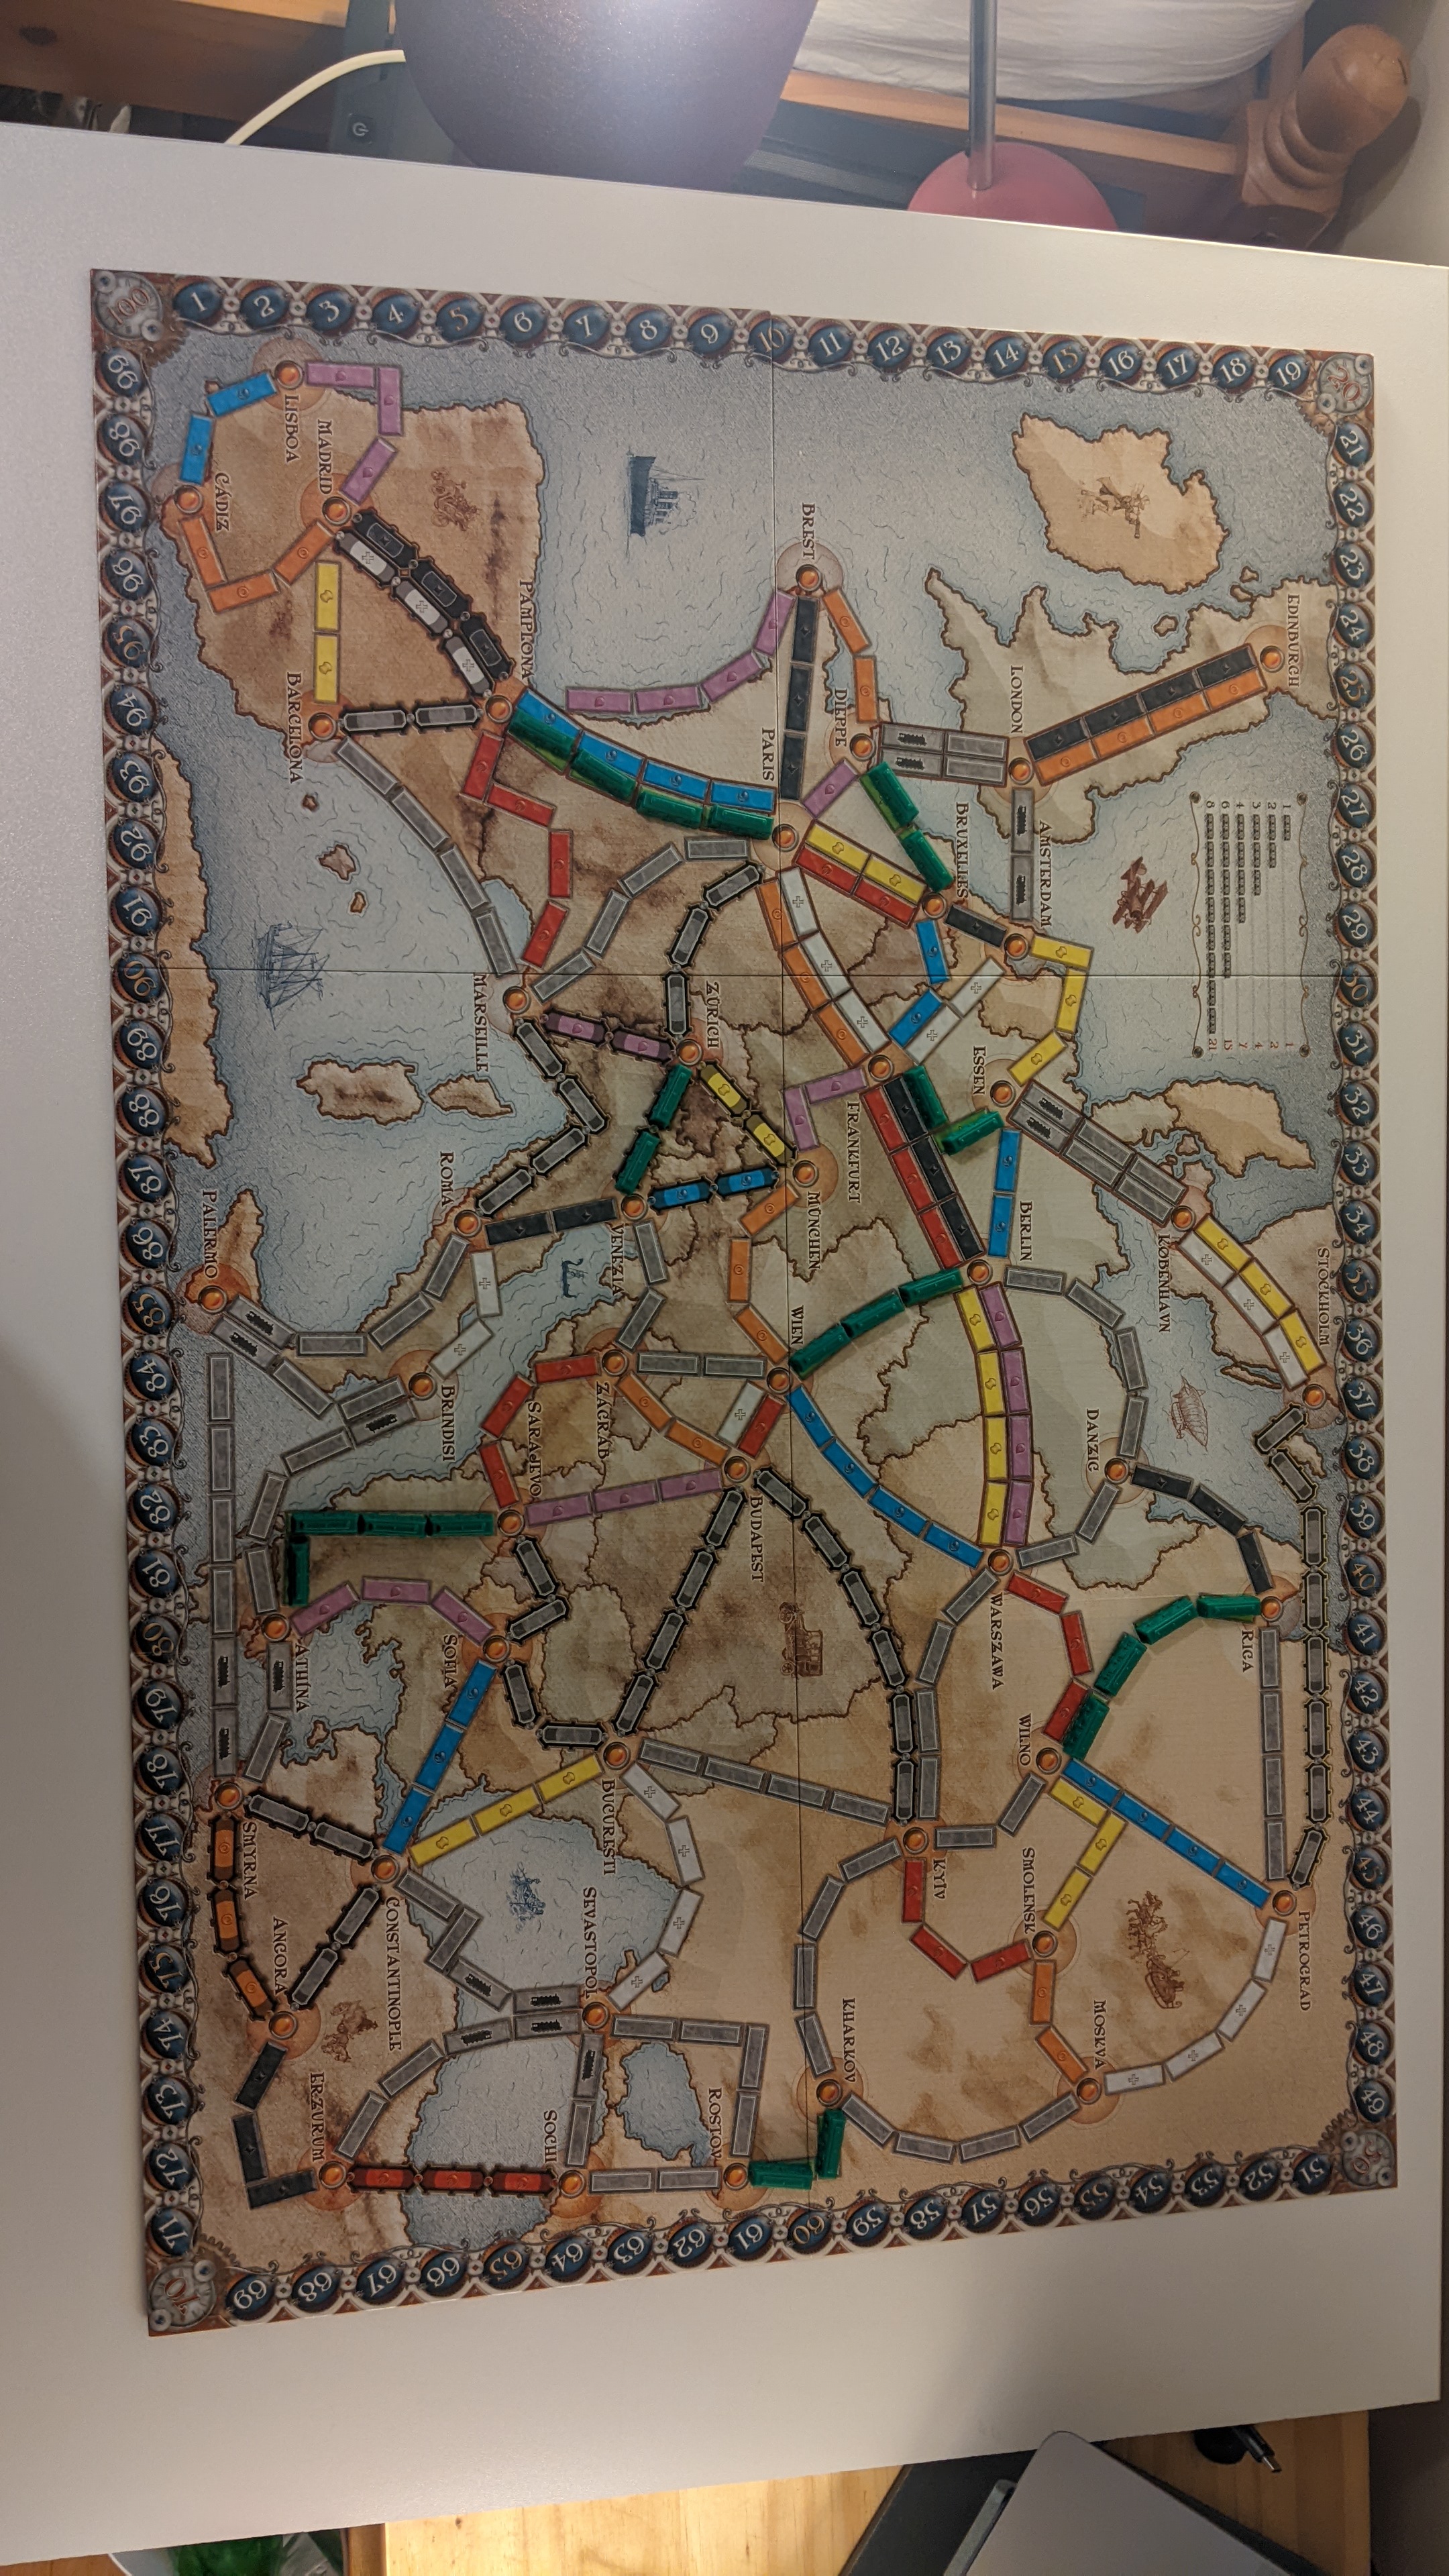 EDINBURGH
LONDON
AMSTERDAM
ESSEN
KØBENHAVN
STOCKHOLM
PETROGRAD
RIGA
DANZIG
BERLIN
BRUXELLES
DIEPPE
BREST
PARIS
FRANKFURT
MÜNCHEN
WIEN
WARSZAWA
WILNO
SMOLENSK
MOSKVA
KYÏV
KHARKOV
BUDAPEST
ZÜRICH
VENEZIA
ZÁGRÁB
PAMPLONA
MARSEILLE
ROMA
BRINDISI
SARAJEVO
SOFIA
BUCURESTI
SEVASTOPOL
ROSTOV
SOCHI
LISBOA
MADRID
CÁDIZ
BARCELONA
PALERMO
ATHÍNA
SMYRNA
CONSTANTINOPLE
ANGORA
ERZURUM
1 1
2 2
3 4
4 7
6 15
8 21
1
2
3
4
5
6
7
8
9
10
11
12
13
14
15
16
17
18
19
20
21
22
23
24
25
26
27
28
29
30
31
32
33
34
35
36
37
38
39
40
41
42
43
44
45
46
47
48
49
50
51
52
53
54
55
56
57
58
59
60
61
62
63
64
65
66
67
68
69
70
71
72
73
74
75
76
77
78
79
80
81
82
83
84
85
86
87
88
89
90
91
92
93
94
95
96
97
98
99
100